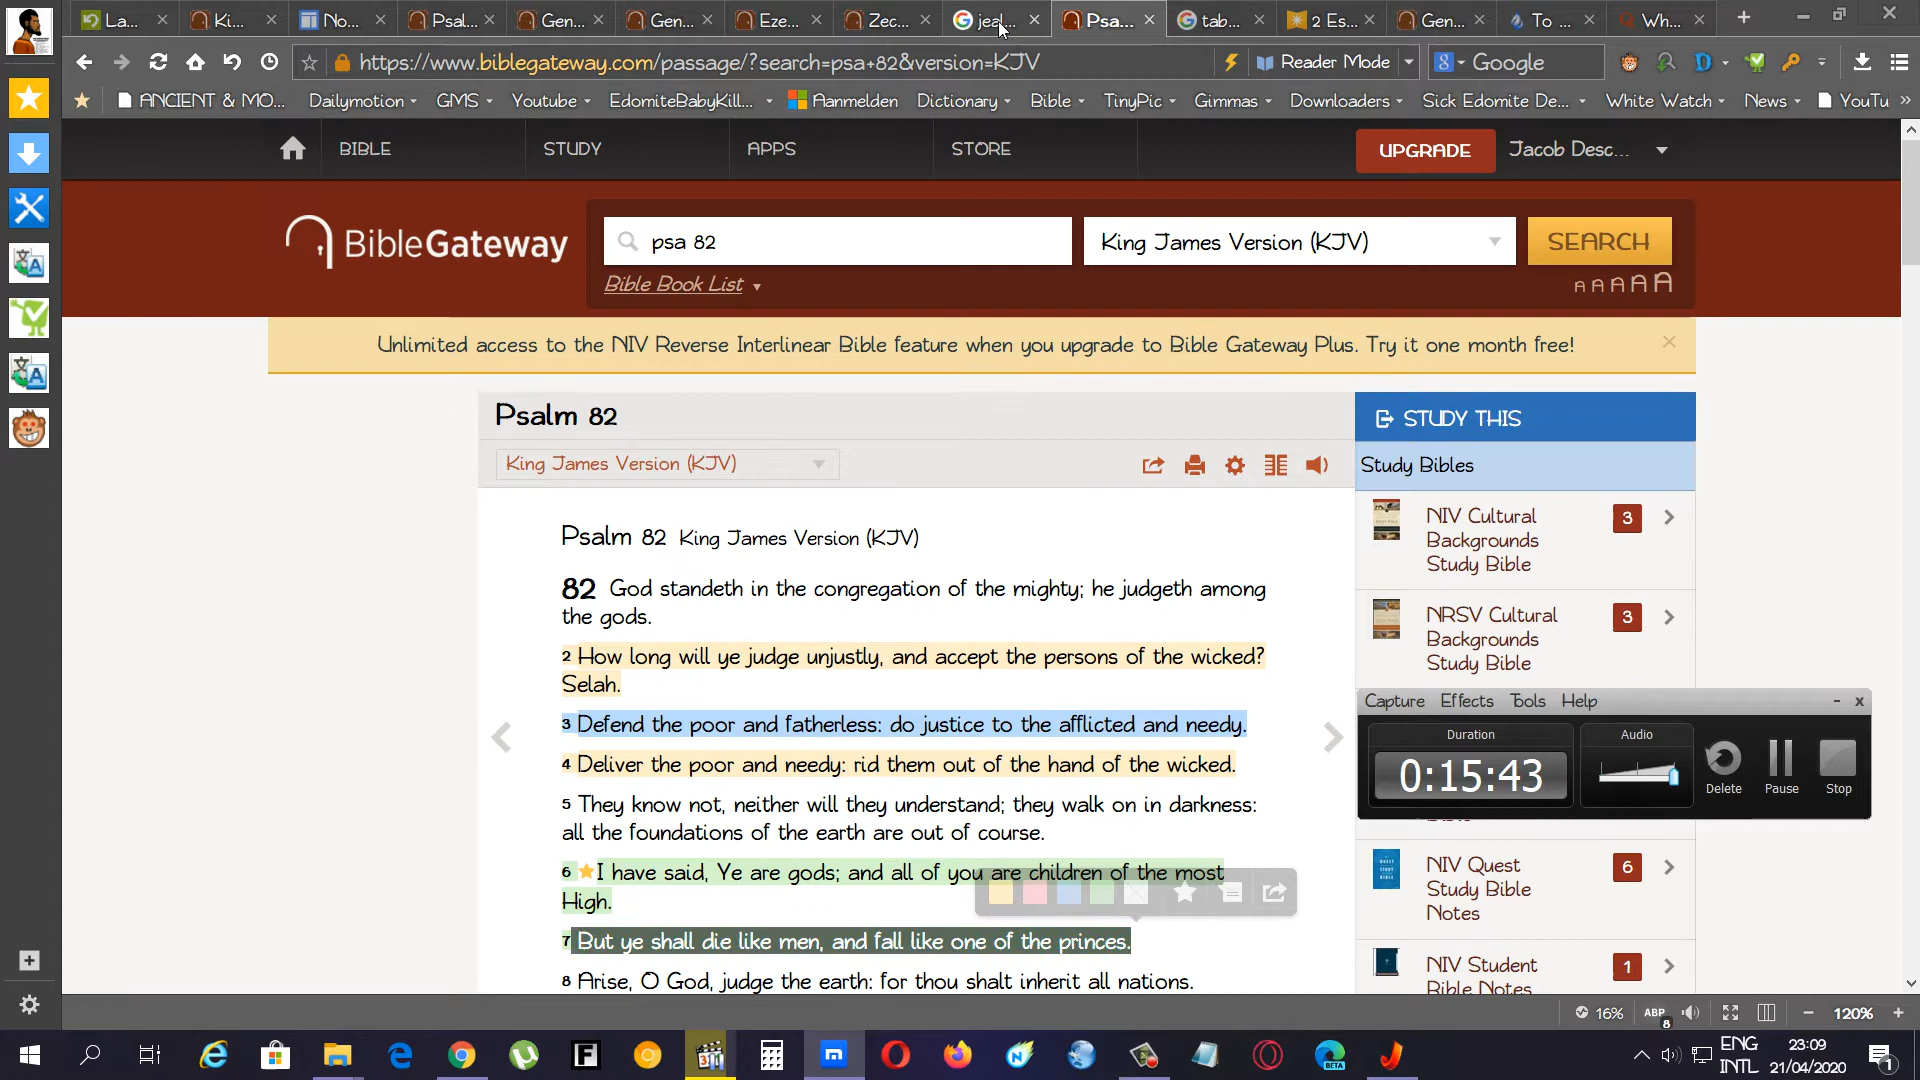 La...
Ki...
No...
Psal...
Gen...
Gen...
Eze...
Zec...
jeal...
Psa...
tab...
2 Es...
Gen...
To ...
Wh...
https://www.biblegateway.com/passage/?search=psa+82&version=KJV
Reader Mode
Google
ANCIENT & MO...
Dailymotion
GMS
Youtube
EdomiteBabyKill...
Aanmelden
Dictionary
Bible
TinyPic
Gimmas
Downloaders
Sick Edomite De...
White Watch
News
YouTu
BIBLE
STUDY
APPS
STORE
UPGRADE
Jacob Desc...
BibleGateway
psa 82
King James Version (KJV)
SEARCH
Bible Book List
A A A A A
Unlimited access to the NIV Reverse Interlinear Bible feature when you upgrade to Bible Gateway Plus. Try it one month free!
Psalm 82
King James Version (KJV)
Psalm 82 King James Version (KJV)
82 God standeth in the congregation of the mighty; he judgeth among
the gods.
2 How long will ye judge unjustly, and accept the persons of the wicked?
Selah.
3 Defend the poor and fatherless: do justice to the afflicted and needy.
4 Deliver the poor and needy: rid them out of the hand of the wicked.
5 They know not, neither will they understand; they walk on in darkness:
all the foundations of the earth are out of course.
6 I have said, Ye are gods; and all of you are children of the most
High.
7 But ye shall die like men, and fall like one of the princes.
8 Arise, O God, judge the earth: for thou shalt inherit all nations.
STUDY THIS
Study Bibles
NIV Cultural
Backgrounds
Study Bible
3
NRSV Cultural
Backgrounds
Study Bible
3
Capture
Effects
Tools
Help
Duration
0:15:43
Audio
Delete
Pause
Stop
NIV Quest
Study Bible
Notes
6
NIV Student
Bible Notes
1
16%
ABP
8
120%
ENG
INTL
23:09
21/04/2020
1